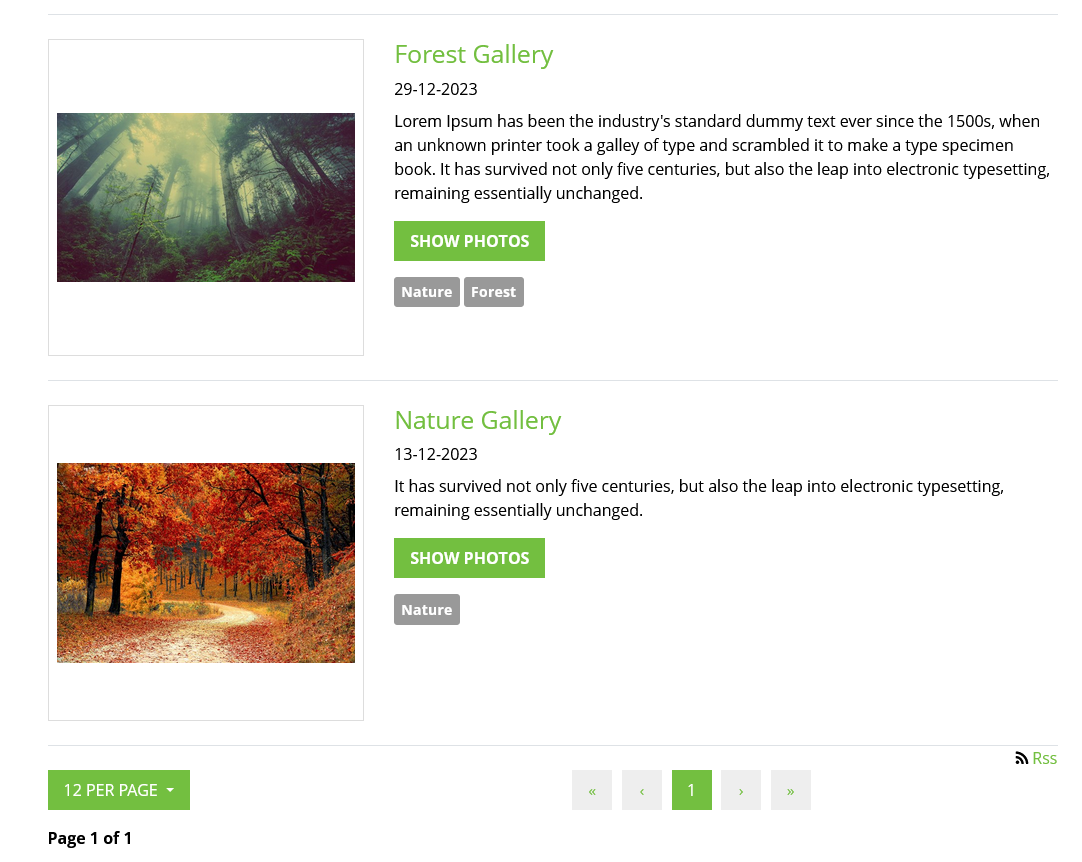 Forest Gallery
29-12-2023
Lorem Ipsum has been the industry's standard dummy text ever since the 1500s, when
an unknown printer took a galley of type and scrambled it to make a type specimen
book. It has survived not only five centuries, but also the leap into electronic typesetting,
remaining essentially unchanged.
SHOW PHOTOS
Nature Forest
Nature Gallery
13-12-2023
It has survived not only five centuries, but also the leap into electronic typesetting,
remaining essentially unchanged.
SHOW PHOTOS
Nature
Rss
12 PER PAGE « ‹ 1 › »
Page 1 of 1